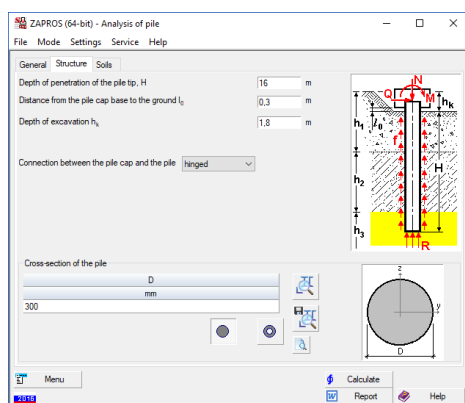 ZAPROS (64-bit) - Analysis of pile
File Mode Settings Service Help
General Structure Soils
Depth of penetration of the pile tip, H 16 m
Distance from the pile cap base to the ground l0 0,3 m
Depth of excavation hk 1,8 m
Connection between the pile cap and the pile hinged
N
Q M
h1 l0 hk
f
H
h2
h3
R
Cross-section of the pile
D
mm
300
z
y
D
Menu
Calculate
2016
Report Help